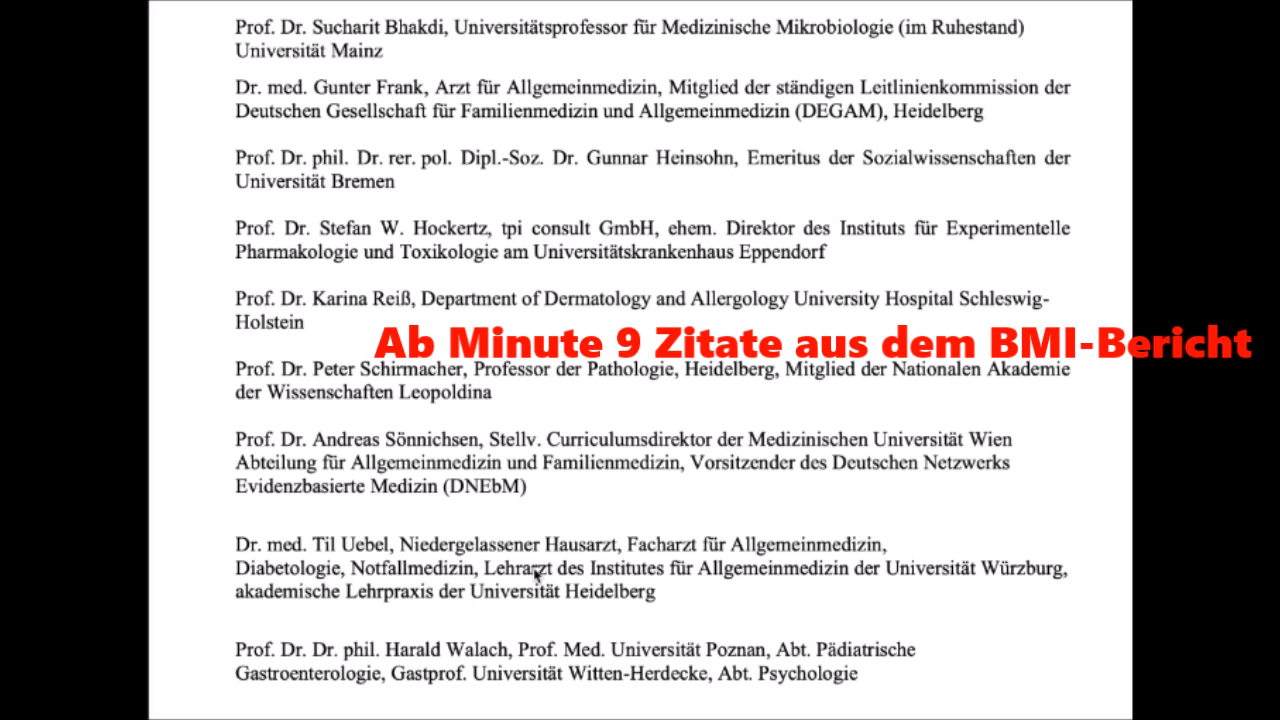 Prof. Dr. Sucharit Bhakdi, Universitätsprofessor für Medizinische Mikrobiologie (im Ruhestand)
Universität Mainz
Dr. med. Gunter Frank, Arzt für Allgemeinmedizin, Mitglied der ständigen Leitlinienkommission der
Deutschen Gesellschaft für Familienmedizin und Allgemeinmedizin (DEGAM), Heidelberg
Prof. Dr. phil. Dr. rer. pol. Dipl.-Soz. Dr. Gunnar Heinsohn, Emeritus der Sozialwissenschaften der
Universität Bremen
Prof. Dr. Stefan W. Hockertz, tpi consult GmbH, ehem. Direktor des Instituts für Experimentelle
Pharmakologie und Toxikologie am Universitätskrankenhaus Eppendorf
Prof. Dr. Karina Reiß, Department of Dermatology and Allergology University Hospital Schleswig-
Holstein
Ab Minute 9 Zitate aus dem BMI-Bericht
Prof. Dr. Peter Schirmacher, Professor der Pathologie, Heidelberg, Mitglied der Nationalen Akademie
der Wissenschaften Leopoldina
Prof. Dr. Andreas Sönnichsen, Stellv. Curriculumsdirektor der Medizinischen Universität Wien
Abteilung für Allgemeinmedizin und Familienmedizin, Vorsitzender des Deutschen Netzwerks
Evidenzbasierte Medizin (DNEbM)
Dr. med. Til Uebel, Niedergelassener Hausarzt, Facharzt für Allgemeinmedizin,
Diabetologie, Notfallmedizin, Lehrarzt des Institutes für Allgemeinmedizin der Universität Würzburg,
akademische Lehrpraxis der Universität Heidelberg
Prof. Dr. Dr. phil. Harald Walach, Prof. Med. Universität Poznan, Abt. Pädiatrische
Gastroenterologie, Gastprof. Universität Witten-Herdecke, Abt. Psychologie